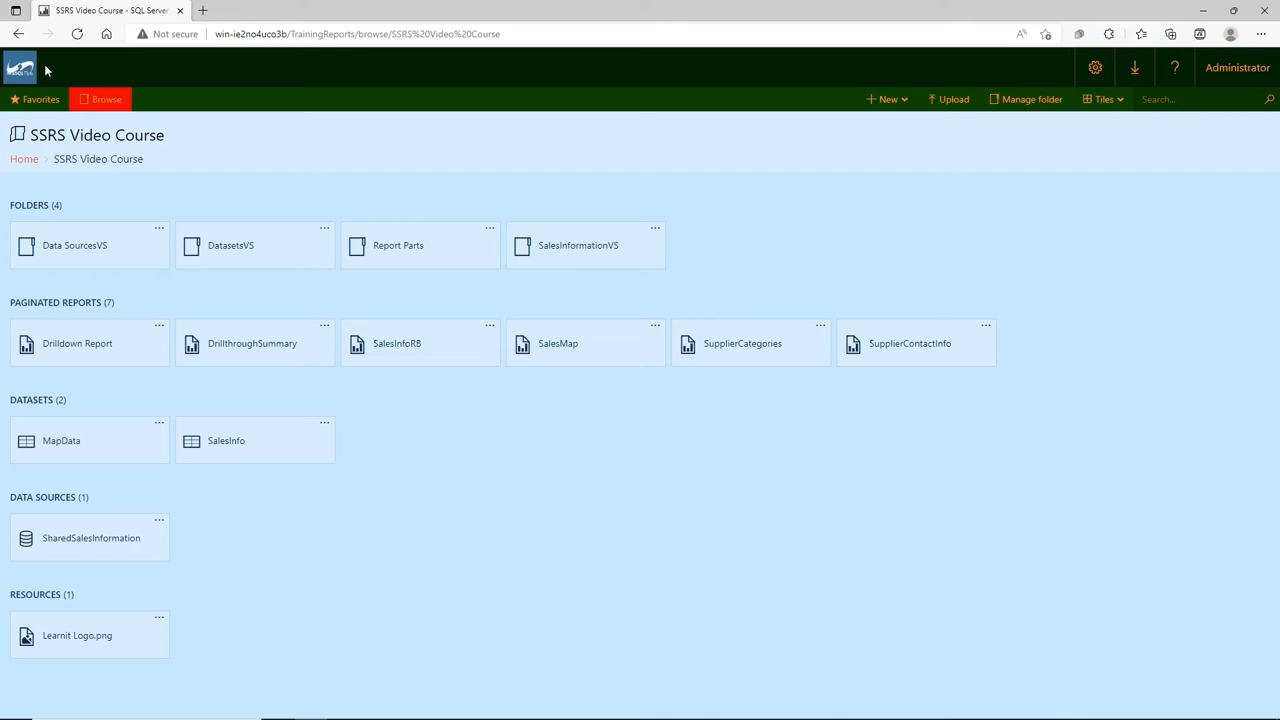 SSRS Video Course - SQL Server
Not secure
win-ie2no4uco3b/TrainingReports/browse/SSRS%20Video%20Course
Administrator
Favorites
Browse
New
Upload
Manage folder
Tiles
Search...
SSRS Video Course
Home > SSRS Video Course
FOLDERS (4)
Data SourcesVS
DatasetsVS
Report Parts
SalesInformationVS
PAGINATED REPORTS (7)
Drilldown Report
DrillthroughSummary
SalesInfoRB
SalesMap
SupplierCategories
SupplierContactInfo
DATASETS (2)
MapData
SalesInfo
DATA SOURCES (1)
SharedSalesInformation
RESOURCES (1)
Learnit Logo.png